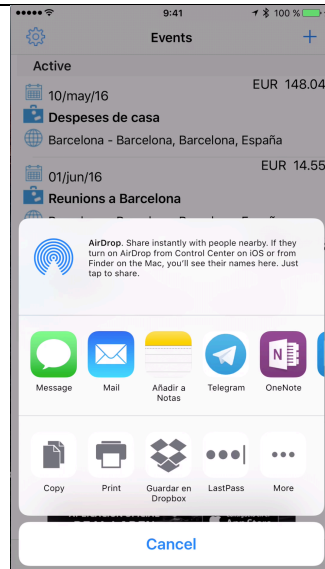 9:41
100 %
Events
Active
EUR 148.04
10/may/16
Despeses de casa
Barcelona - Barcelona, Barcelona, España
EUR 14.55
01/jun/16
Reunions a Barcelona
AirDrop. Share instantly with people nearby. If they
turn on AirDrop from Control Center on iOS or from
Finder on the Mac, you'll see their names here. Just
tap to share.
Message
Mail
Añadir a
Notas
Telegram
OneNote
Copy
Print
Guardar en
Dropbox
LastPass
More
Cancel